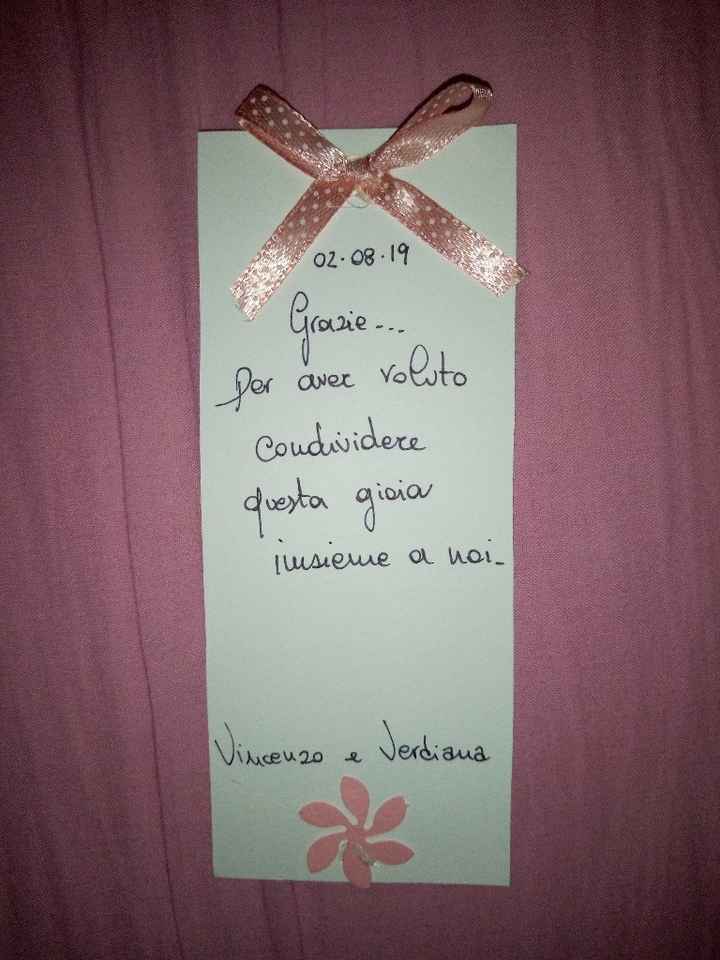 02.08.19
Grazie...
Per aver voluto
condividere
questa gioia
insieme a noi.
Vincenzo e Verdiana